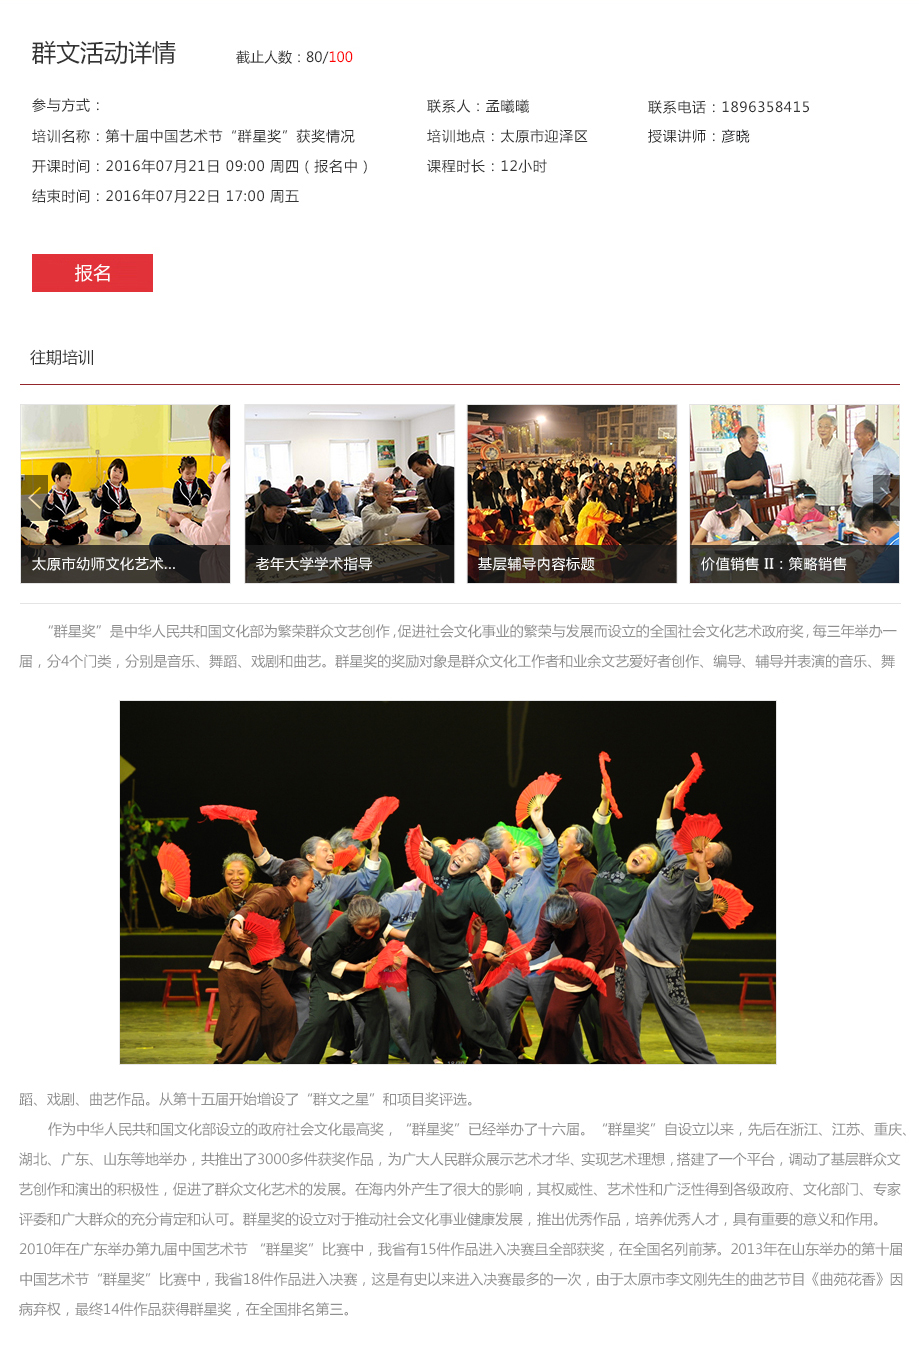 群文活动详情 截止人数：80/100
参与方式： 联系人：孟曦曦 联系电话：1896358415
培训名称：第十届中国艺术节“群星奖”获奖情况 培训地点：太原市迎泽区 授课讲师：彦晓
开课时间：2016年07月21日 09:00 周四（报名中） 课程时长：12小时
结束时间：2016年07月22日 17:00 周五
报名
往期培训
太原市幼师文化艺术... 老年大学学术指导 基层辅导内容标题 价值销售 II：策略销售
“群星奖”是中华人民共和国文化部为繁荣群众文艺创作,促进社会文化事业的繁荣与发展而设立的全国社会文化艺术政府奖,每三年举办一
届，分4个门类，分别是音乐、舞蹈、戏剧和曲艺。群星奖的奖励对象是群众文化工作者和业余文艺爱好者创作、编导、辅导并表演的音乐、舞
蹈、戏剧、曲艺作品。从第十五届开始增设了“群文之星”和项目奖评选。
作为中华人民共和国文化部设立的政府社会文化最高奖，“群星奖”已经举办了十六届。“群星奖”自设立以来，先后在浙江、江苏、重庆、
湖北、广东、山东等地举办，共推出了3000多件获奖作品，为广大人民群众展示艺术才华、实现艺术理想，搭建了一个平台，调动了基层群众文
艺创作和演出的积极性，促进了群众文化艺术的发展。在海内外产生了很大的影响，其权威性、艺术性和广泛性得到各级政府、文化部门、专家
评委和广大群众的充分肯定和认可。群星奖的设立对于推动社会文化事业健康发展，推出优秀作品，培养优秀人才，具有重要的意义和作用。
2010年在广东举办第九届中国艺术节 “群星奖”比赛中，我省有15件作品进入决赛且全部获奖，在全国名列前茅。2013年在山东举办的第十届
中国艺术节“群星奖”比赛中，我省18件作品进入决赛，这是有史以来进入决赛最多的一次，由于太原市李文刚先生的曲艺节目《曲苑花香》因
病弃权，最终14件作品获得群星奖，在全国排名第三。